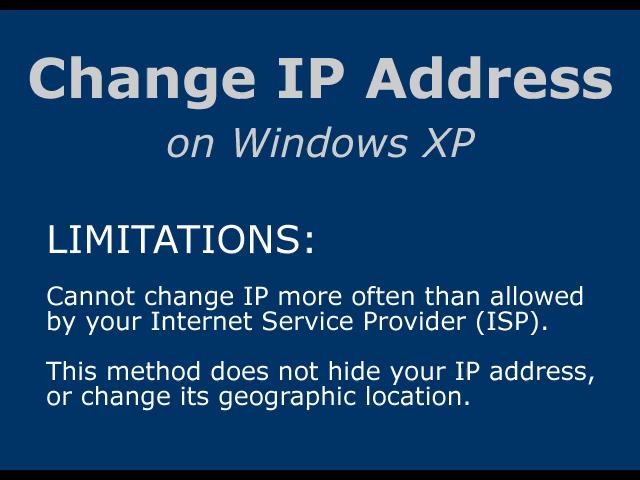 Change IP Address
on Windows XP
LIMITATIONS:
Cannot change IP more often than allowed
by your Internet Service Provider (ISP).
This method does not hide your IP address,
or change its geographic location.